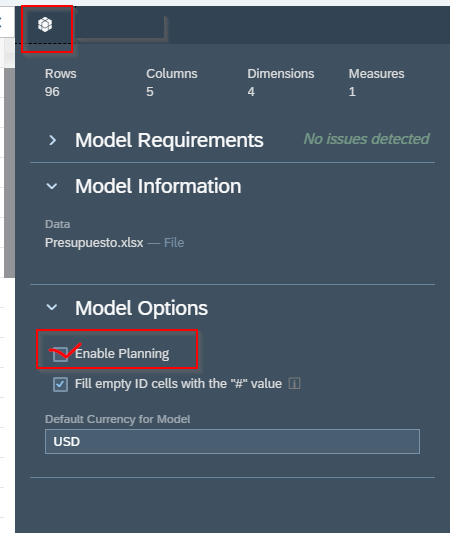 Rows Columns Dimensions Measures
96 5 4 1
Model Requirements No issues detected
Model Information
Data
Presupuesto.xlsx — File
Model Options
Enable Planning
Fill empty ID cells with the "#" value
Default Currency for Model
USD